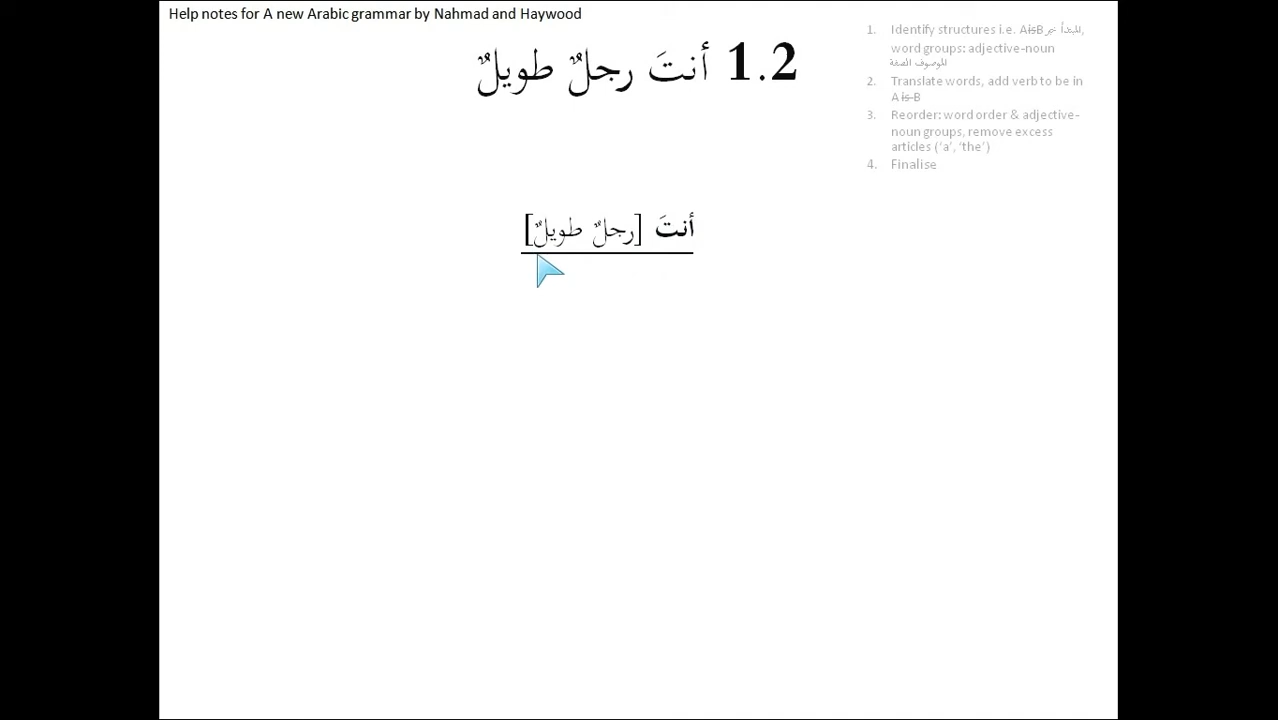 Help notes for A new Arabic grammar by Nahmad and Haywood
1.2 أنتَ رجلٌ طويلٌ
1. Identify structures i.e. A is B المبتدأ خبر,
word groups: adjective-noun
الموصوف الصفة
2. Translate words, add verb to be in
A is B
3. Reorder: word order & adjective-
noun groups, remove excess
articles (‘a’, ‘the’)
4. Finalise
أنتَ [رجلٌ طويلٌ]